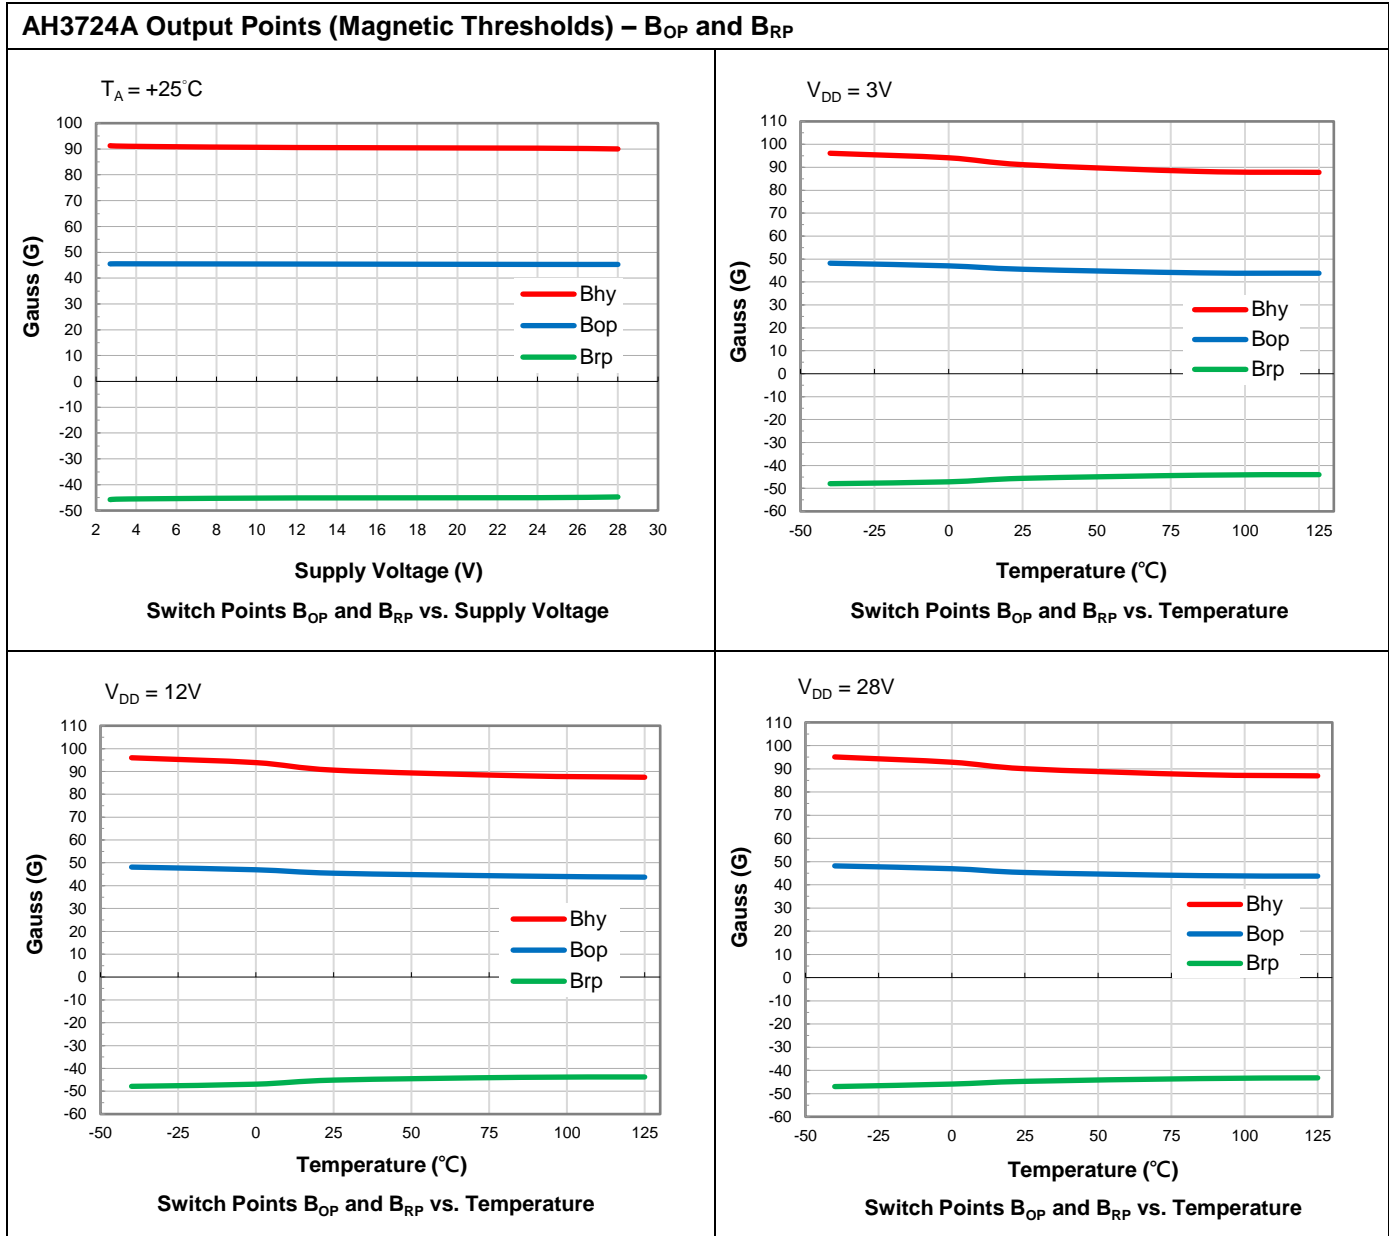 AH3724A Output Points (Magnetic Thresholds) – BOP and BRP
TA = +25°C
100
90
80
70
60
50
40
30
20
10
0
-10
-20
-30
-40
-50
Gauss (G)
Bhy
Bop
Brp
2 4 6 8 10 12 14 16 18 20 22 24 26 28 30
Supply Voltage (V)
Switch Points BOP and BRP vs. Supply Voltage
VDD = 3V
110
100
90
80
70
60
50
40
30
20
10
0
-10
-20
-30
-40
-50
-60
Gauss (G)
Bhy
Bop
Brp
-50 -25 0 25 50 75 100 125
Temperature (℃)
Switch Points BOP and BRP vs. Temperature
VDD = 12V
110
100
90
80
70
60
50
40
30
20
10
0
-10
-20
-30
-40
-50
-60
Gauss (G)
Bhy
Bop
Brp
-50 -25 0 25 50 75 100 125
Temperature (℃)
Switch Points BOP and BRP vs. Temperature
VDD = 28V
110
100
90
80
70
60
50
40
30
20
10
0
-10
-20
-30
-40
-50
-60
Gauss (G)
Bhy
Bop
Brp
-50 -25 0 25 50 75 100 125
Temperature (℃)
Switch Points BOP and BRP vs. Temperature